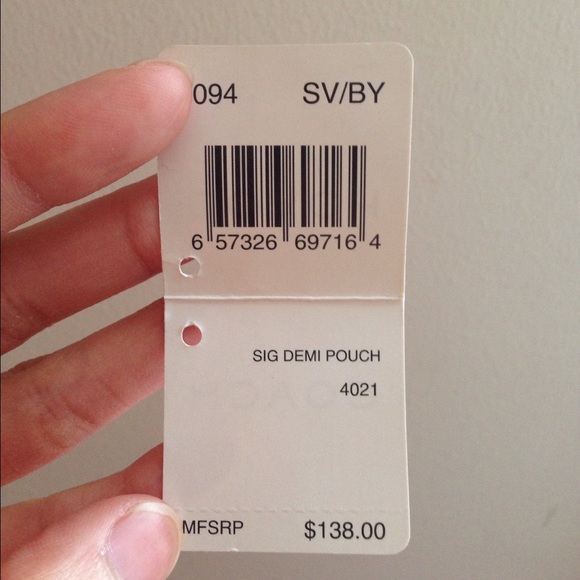 094 SV/BY
6 57326 69716 4
SIG DEMI POUCH
4021
MFSRP $138.00